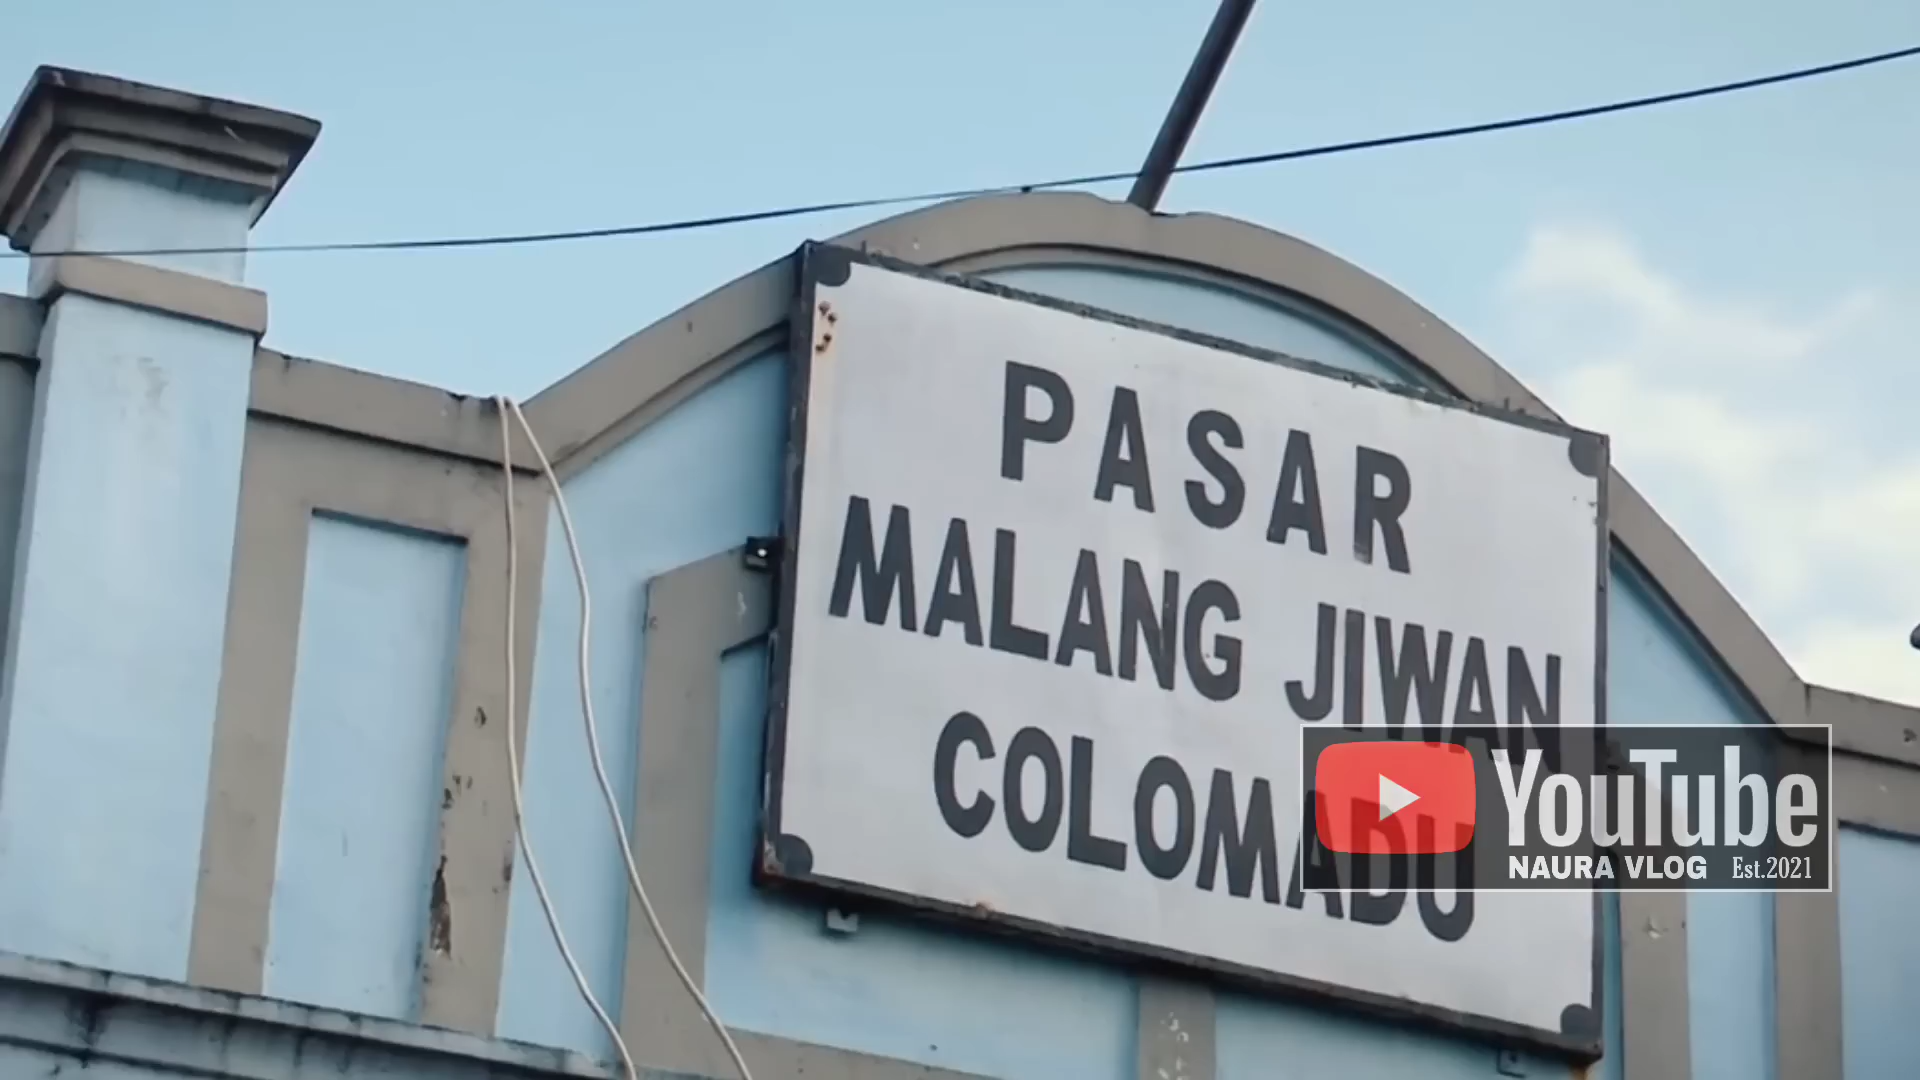 PASAR
MALANG JIWAN
COLOMADU
YouTube
NAURA VLOG Est.2021